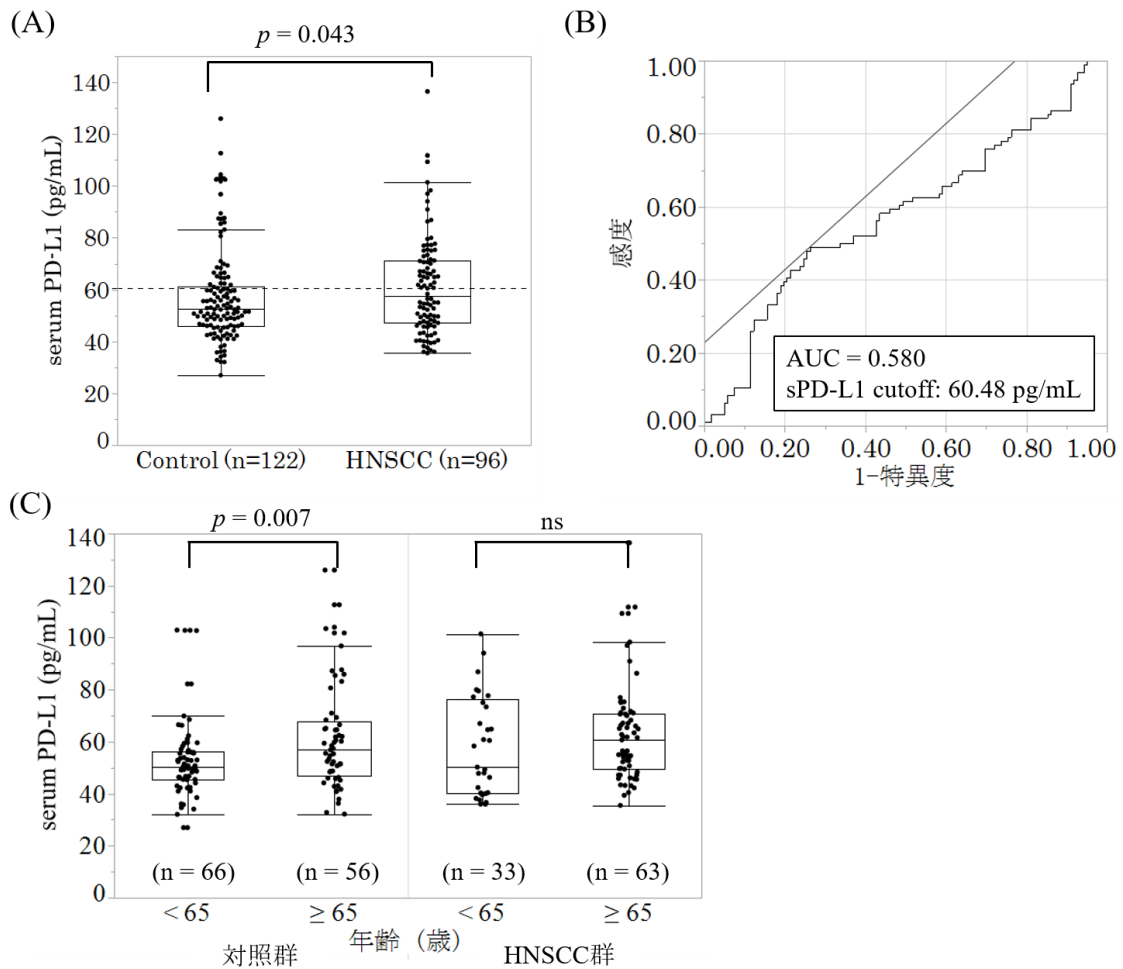 (A)
p = 0.043
serum PD-L1 (pg/mL)
140
120
100
80
60
40
20
0
Control (n=122)
HNSCC (n=96)
(B)
感度
1.00
0.80
0.60
0.40
0.20
0.00
AUC = 0.580
sPD-L1 cutoff: 60.48 pg/mL
0.00 0.20 0.40 0.60 0.80 1.00
1-特異度
(C)
p = 0.007
ns
serum PD-L1 (pg/mL)
140
120
100
80
60
40
20
0
(n = 66)
(n = 56)
(n = 33)
(n = 63)
< 65
≥ 65
< 65
≥ 65
年齢（歳）
対照群
HNSCC群